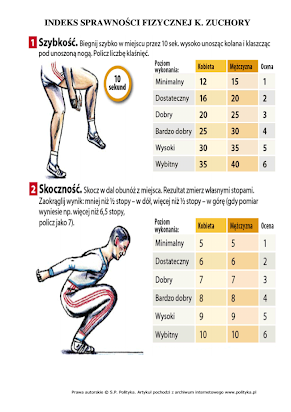 INDEKS SPRAWNOŚCI FIZYCZNEJ K. ZUCHORY
1 Szybkość. Biegnij szybko w miejscu przez 10 sek. wysoko unosząc kolana i klaszcząc
pod unoszoną nogą. Policz liczbę klaśnięć.
10
sekund
Poziom
wykonania: Kobieta Mężczyzna Ocena
Minimalny 12 15 1
Dostateczny 16 20 2
Dobry 20 25 3
Bardzo dobry 25 30 4
Wysoki 30 35 5
Wybitny 35 40 6
2 Skoczność. Skocz w dal obunóż z miejsca. Rezultat zmierz własnymi stopami.
Zaokrąglij wynik: mniej niż ½ stopy – w dół, więcej niż ½ stopy – w górę (gdy pomiar
wyniesie np. więcej niż 6,5 stopy,
policz jako 7).
Poziom
wykonania: Kobieta Mężczyzna Ocena
Minimalny 5 5 1
Dostateczny 6 6 2
Dobry 7 7 3
Bardzo dobry 8 8 4
Wysoki 9 9 5
Wybitny 10 10 6
Prawa autorskie © S.P. Polityka. Artykuł pochodzi z archiwum internetowego www.polityka.pl